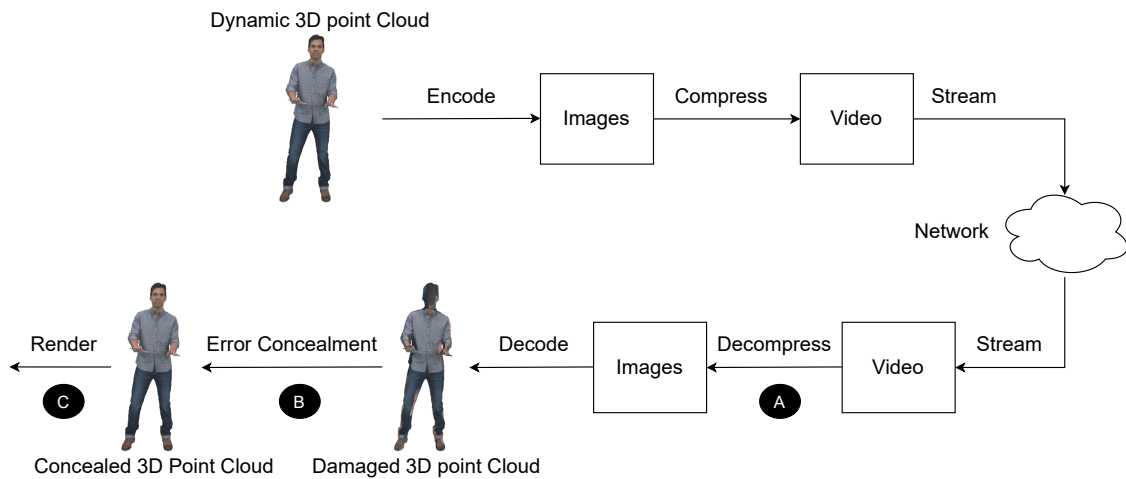 Dynamic 3D point Cloud
Encode
Images
Compress
Video
Stream
Network
Render
C
Error Concealment
B
Decode
Images
Decompress
A
Video
Stream
Concealed 3D Point Cloud
Damaged 3D point Cloud